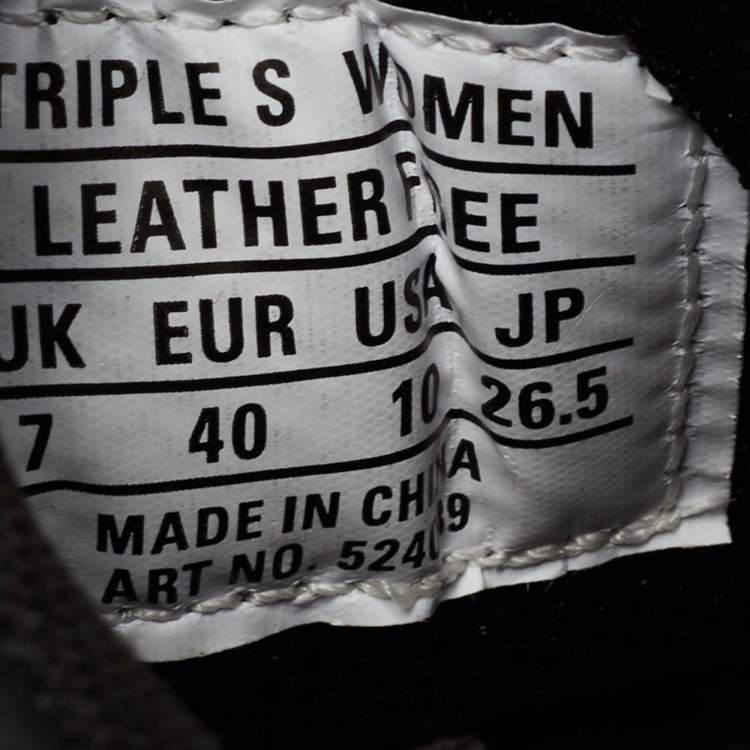 TRIPLE S WOMEN
LEATHER FREE
UK EUR USA JP
7 40 10 26.5
MADE IN CHINA
ART NO.